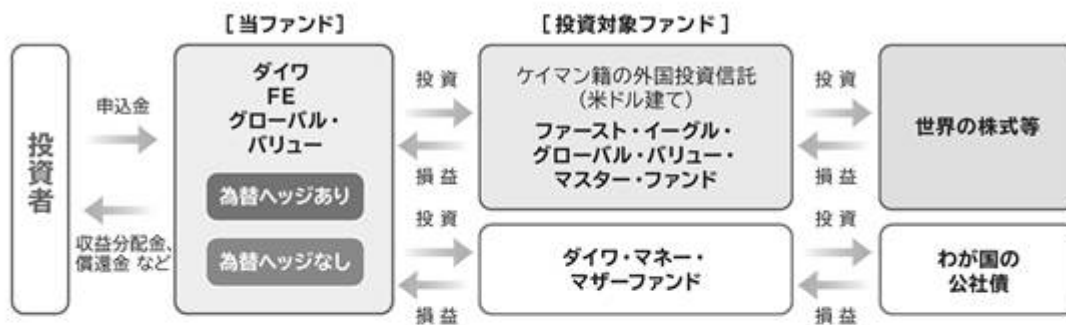 [当ファンド]
[投資対象ファンド]
投資者
申込金
収益分配金、
償還金 など
ダイワ
FE
グローバル・
バリュー
為替ヘッジあり
為替ヘッジなし
投資
損益
投資
損益
ケイマン籍の外国投資信託
(米ドル建て)
ファースト・イーグル・
グローバル・バリュー・
マスター・ファンド
ダイワ・マネー・
マザーファンド
投資
損益
投資
損益
世界の株式等
わが国の
公社債